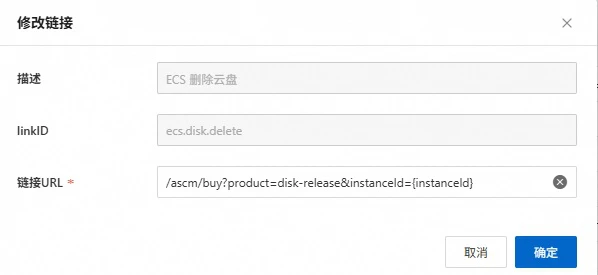 修改链接
描述
ECS 删除云盘
linkID
ecs.disk.delete
链接URL *
/ascm/buy?product=disk-release&instanceId={instanceId}
取消
确定